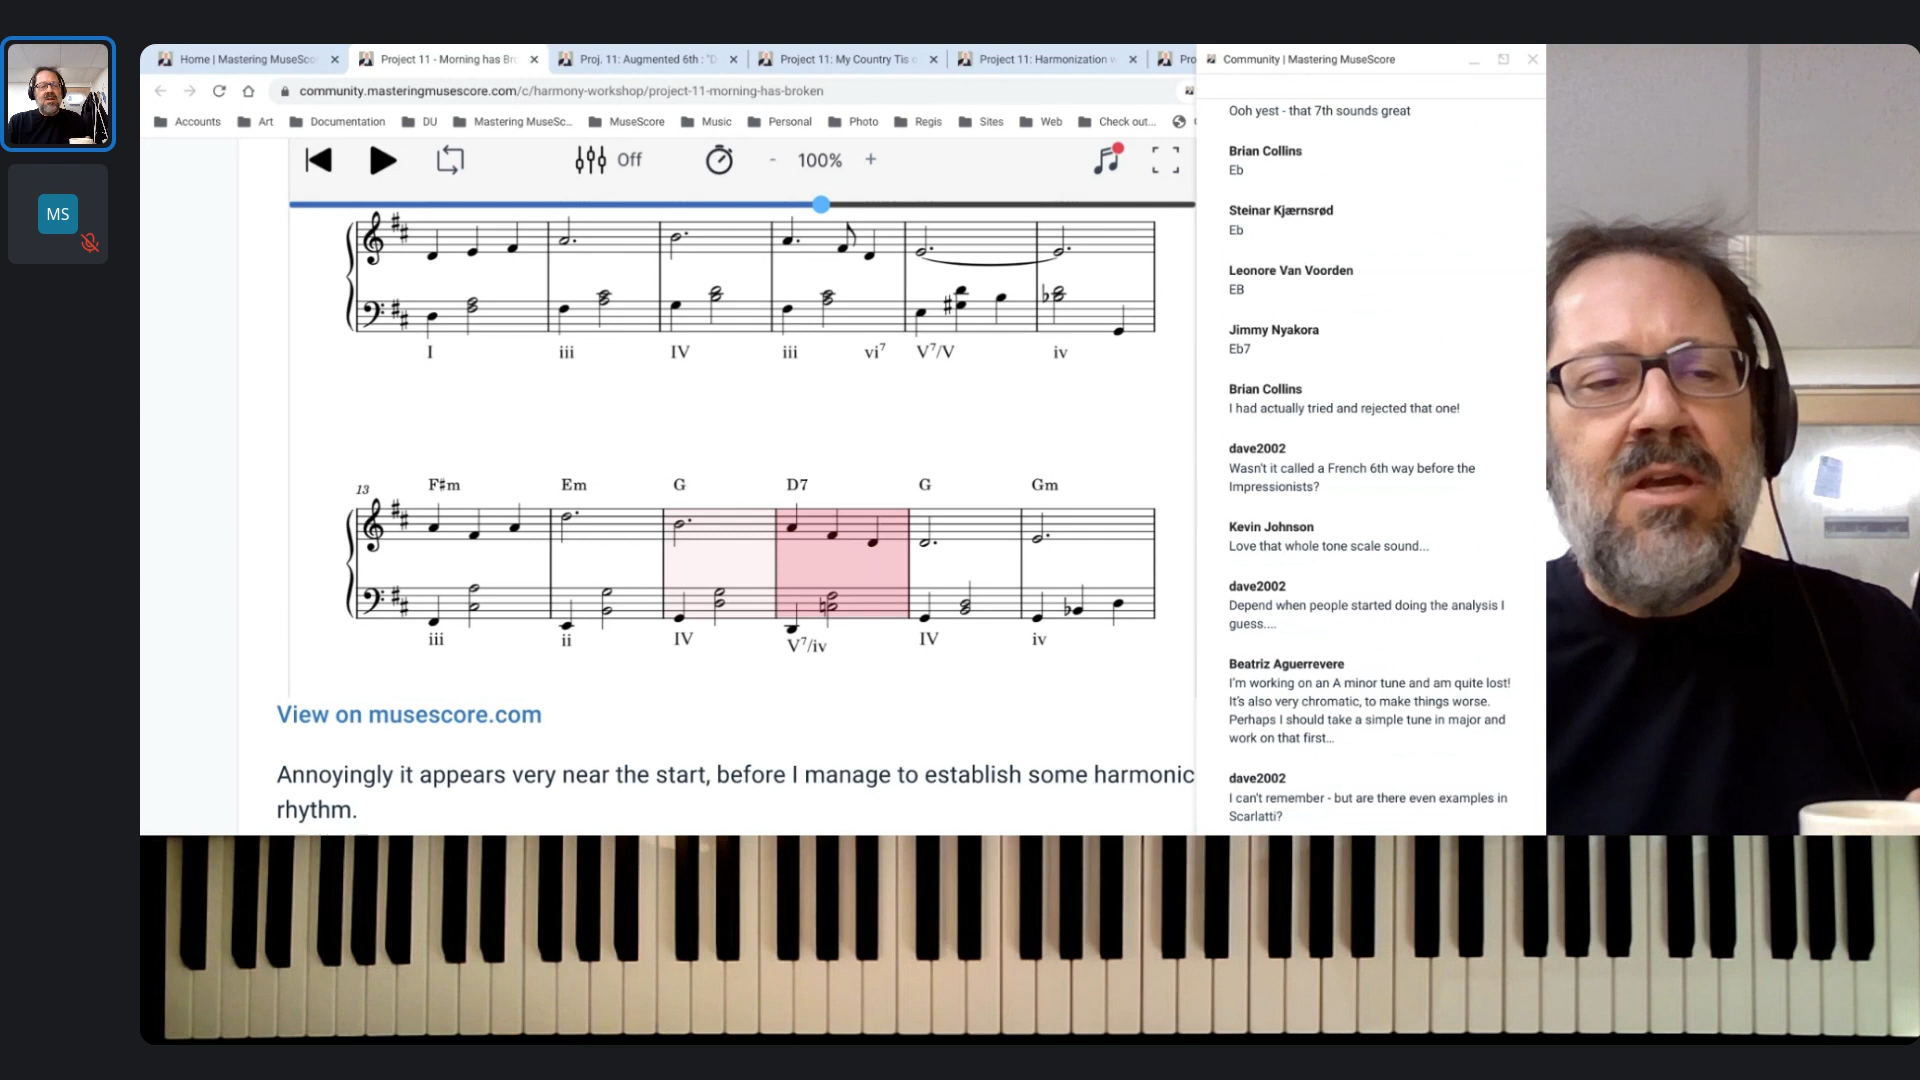 MS
Home | Mastering MuseSco
Project 11 - Morning has Br
Proj. 11: Augmented 6th : "D
Project 11: My Country Tis o
Project 11: Harmonization w
Pro
community.masteringmusescore.com/c/harmony-workshop/project-11-morning-has-broken
Accounts
Art
Documentation
DU
Mastering MuseSc...
MuseScore
Music
Personal
Photo
Regis
Sites
Web
Check out...
Off
- 100% +
I iii IV iii vi7 V7/V iv
13 F♯m Em G D7 G Gm
iii ii IV V7/iv IV iv
View on musescore.com
Annoyingly it appears very near the start, before I manage to establish some harmonic
rhythm.
Community | Mastering MuseScore
Ooh yest - that 7th sounds great
Brian Collins
Eb
Steinar Kjærnsrød
Eb
Leonore Van Voorden
EB
Jimmy Nyakora
Eb7
Brian Collins
I had actually tried and rejected that one!
dave2002
Wasn't it called a French 6th way before the
Impressionists?
Kevin Johnson
Love that whole tone scale sound...
dave2002
Depend when people started doing the analysis I
guess....
Beatriz Aguerrevere
I'm working on an A minor tune and am quite lost!
It's also very chromatic, to make things worse.
Perhaps I should take a simple tune in major and
work on that first...
dave2002
I can't remember - but are there even examples in
Scarlatti?